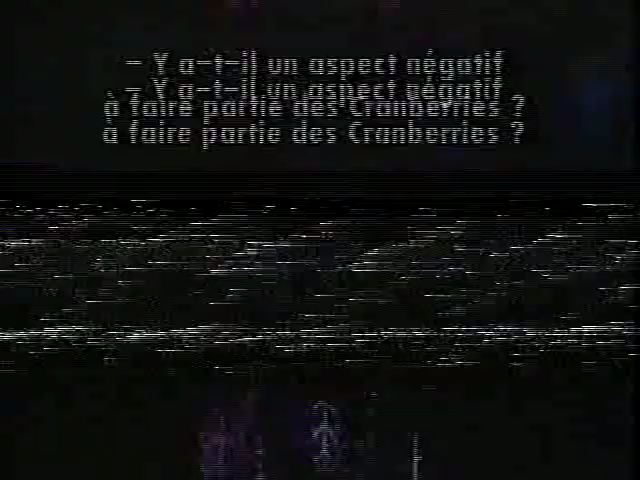 - Y a-t-il un aspect négatif
- Y a-t-il un aspect négatif
à faire partie des Cranberries ?
à faire partie des Cranberries ?